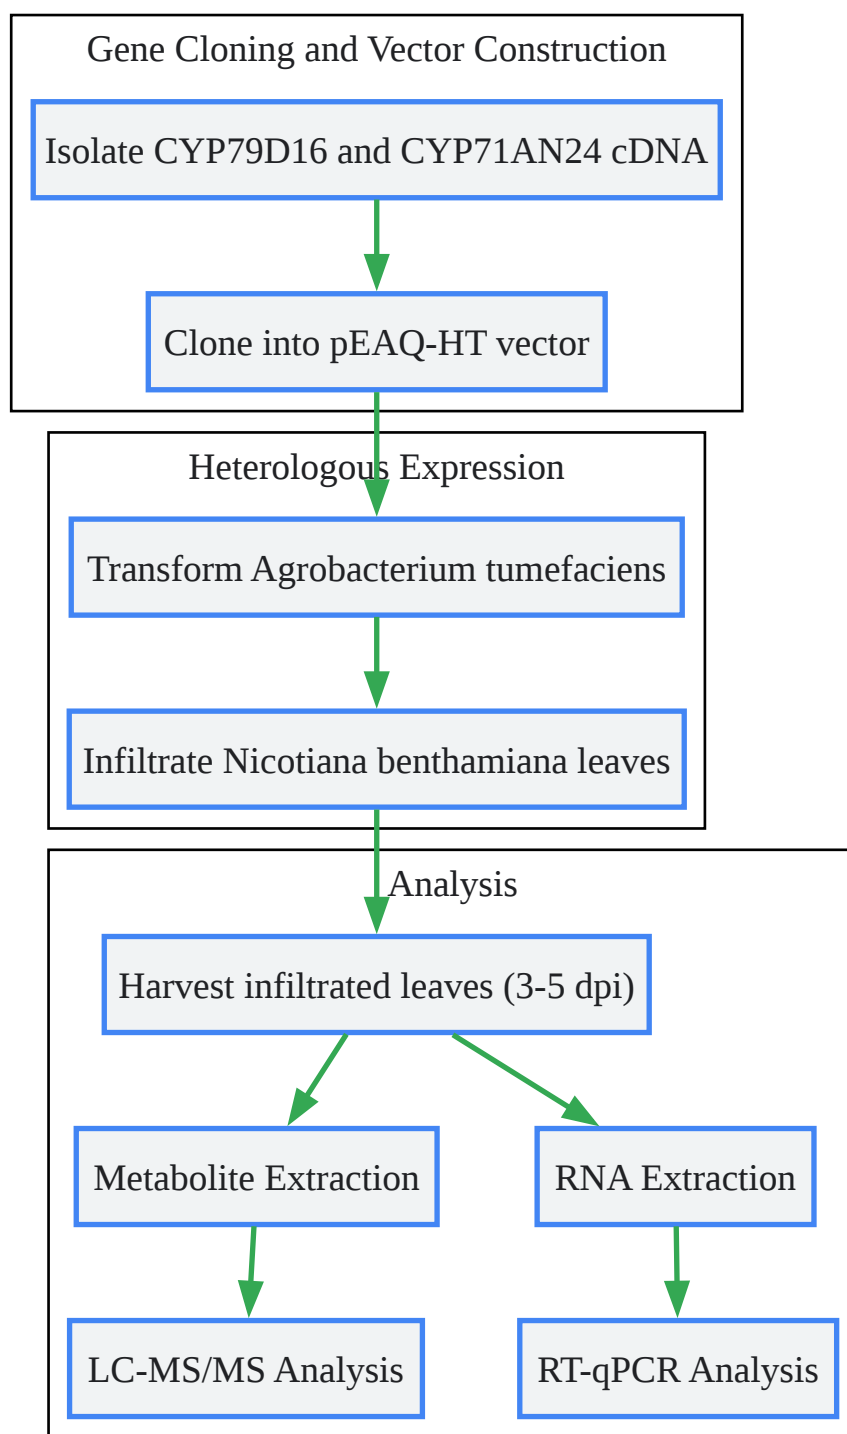 Gene Cloning and Vector Construction
Isolate CYP79D16 and CYP71AN24 cDNA
Clone into pEAQ-HT vector
Heterologous Expression
Transform Agrobacterium tumefaciens
Infiltrate Nicotiana benthamiana leaves
Analysis
Harvest infiltrated leaves (3-5 dpi)
Metabolite Extraction
RNA Extraction
LC-MS/MS Analysis
RT-qPCR Analysis